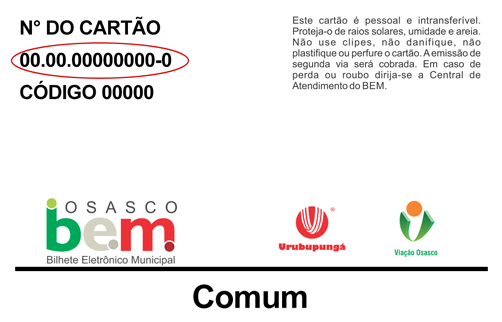 N° DO CARTÃO
00.00.00000000-0
CÓDIGO 00000
Este cartão é pessoal e intransferível.
Proteja-o de raios solares, umidade e areia.
Não use clipes, não danifique, não
plastifique ou perfure o cartão. A emissão de
segunda via será cobrada. Em caso de
perda ou roubo dirija-se a Central de
Atendimento do BEM.
OSASCO
be.m.
Bilhete Eletrônico Municipal
Urubupungá
®
Viação Osasco
Comum